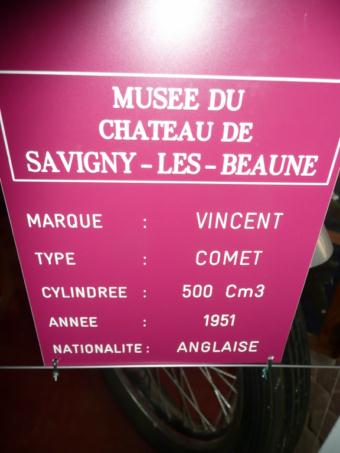 MUSEE DU
CHATEAU DE
SAVIGNY - LES - BEAUNE
MARQUE : VINCENT
TYPE : COMET
CYLINDREE : 500 Cm3
ANNEE : 1951
NATIONALITE : ANGLAISE